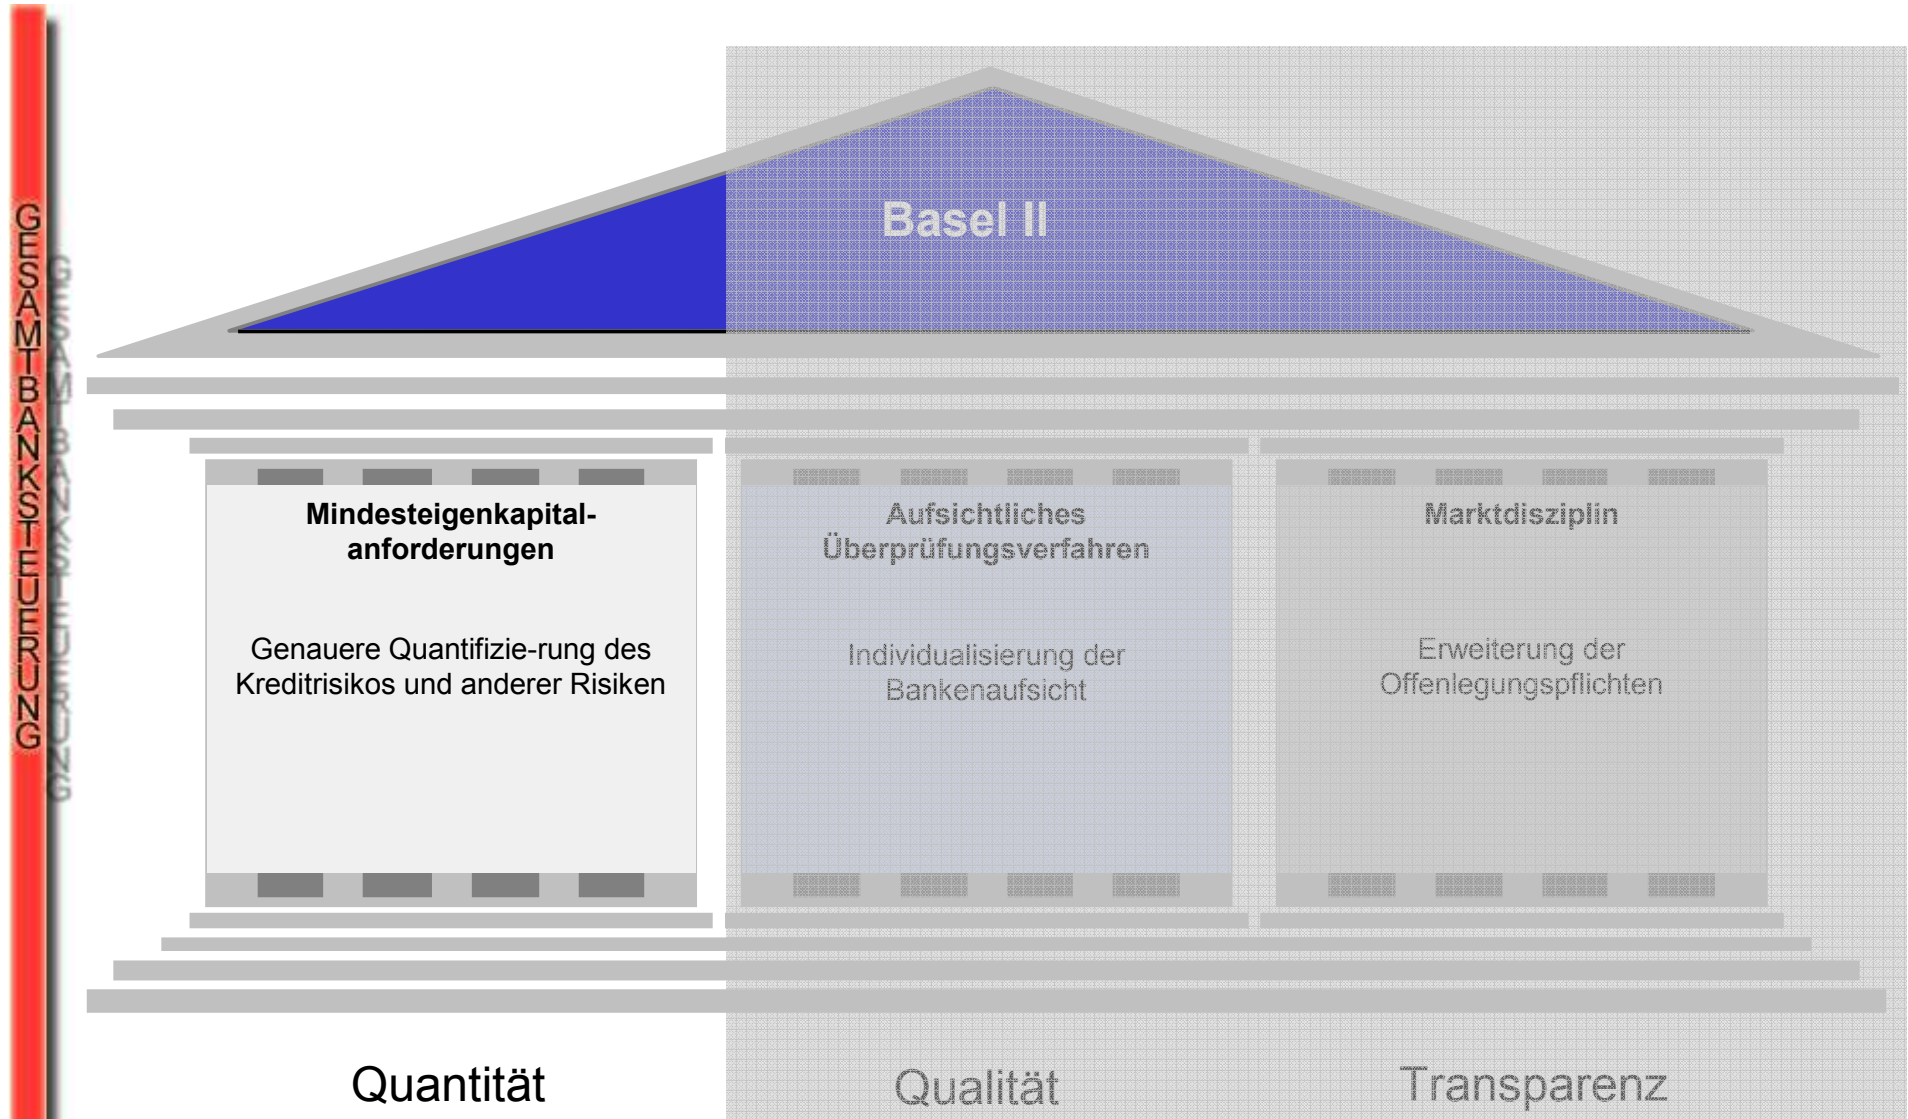 GESAMTBANKSTEUERUNG
GESAMTBANKSTEUERUNG
Basel II
Mindesteigenkapital-
anforderungen
Genauere Quantifizie-rung des
Kreditrisikos und anderer Risiken
Quantität
Aufsichtliches
Überprüfungsverfahren
Individualisierung der
Bankenaufsicht
Qualität
Marktdisziplin
Erweiterung der
Offenlegungspflichten
Transparenz